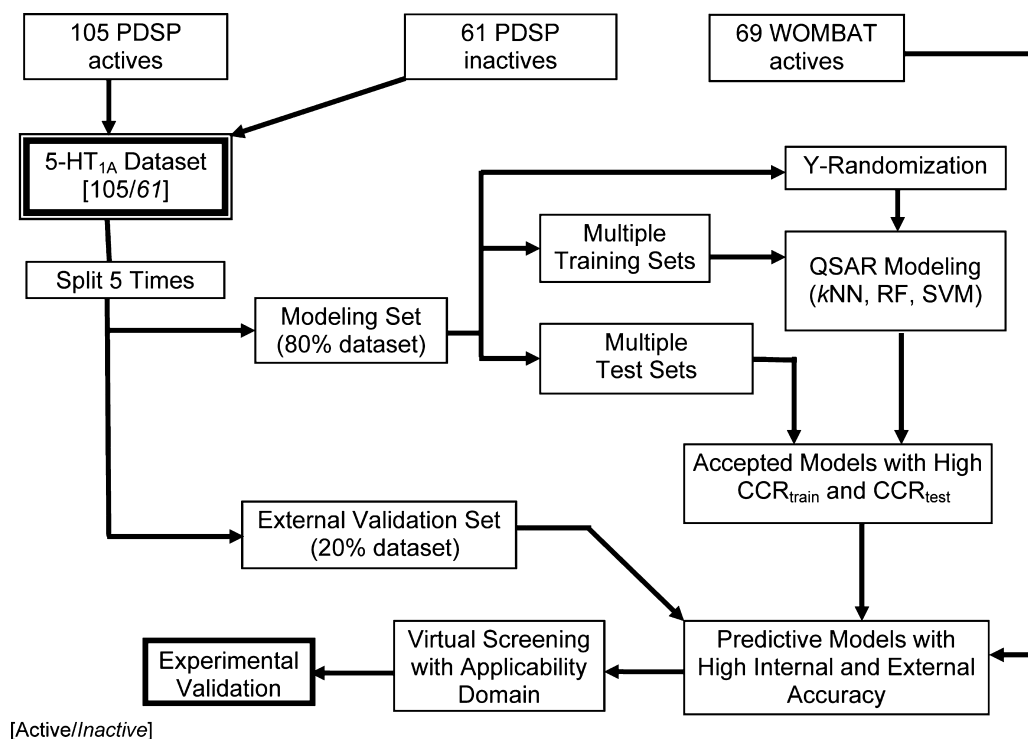 105 PDSP
actives
61 PDSP
inactives
69 WOMBAT
actives
5-HT1A Dataset
[105/61]
Y-Randomization
Multiple
Training Sets
QSAR Modeling
(kNN, RF, SVM)
Split 5 Times
Modeling Set
(80% dataset)
Multiple
Test Sets
Accepted Models with High
CCRtrain and CCRtest
External Validation Set
(20% dataset)
Experimental
Validation
Virtual Screening
with Applicability
Domain
Predictive Models with
High Internal and External
Accuracy
[Active/Inactive]